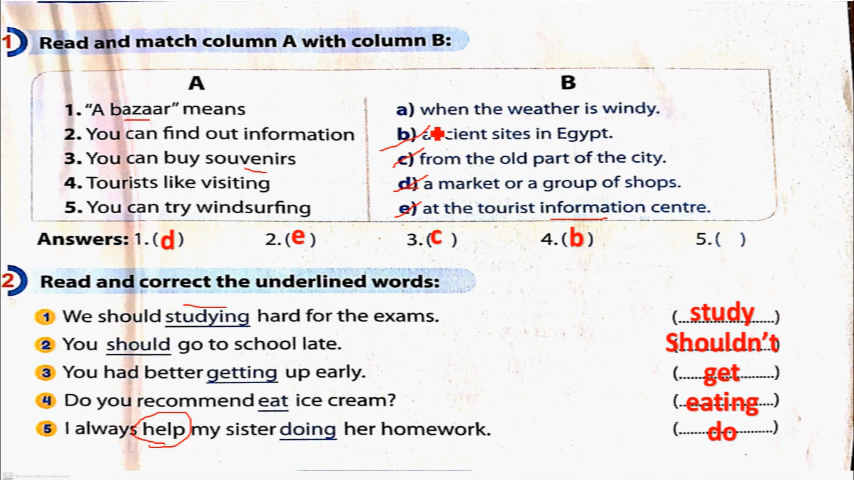 1 Read and match column A with column B:
A B
1. "A bazaar" means a) when the weather is windy.
2. You can find out information b) ancient sites in Egypt.
3. You can buy souvenirs c) from the old part of the city.
4. Tourists like visiting d) a market or a group of shops.
5. You can try windsurfing e) at the tourist information centre.
Answers: 1. (d) 2. (e) 3. (c) 4. (b) 5. ( )
2 Read and correct the underlined words:
1 We should studying hard for the exams. (study)
2 You should go to school late. (Shouldn't)
3 You had better getting up early. (get)
4 Do you recommend eat ice cream? (eating)
5 I always help my sister doing her homework. (do)